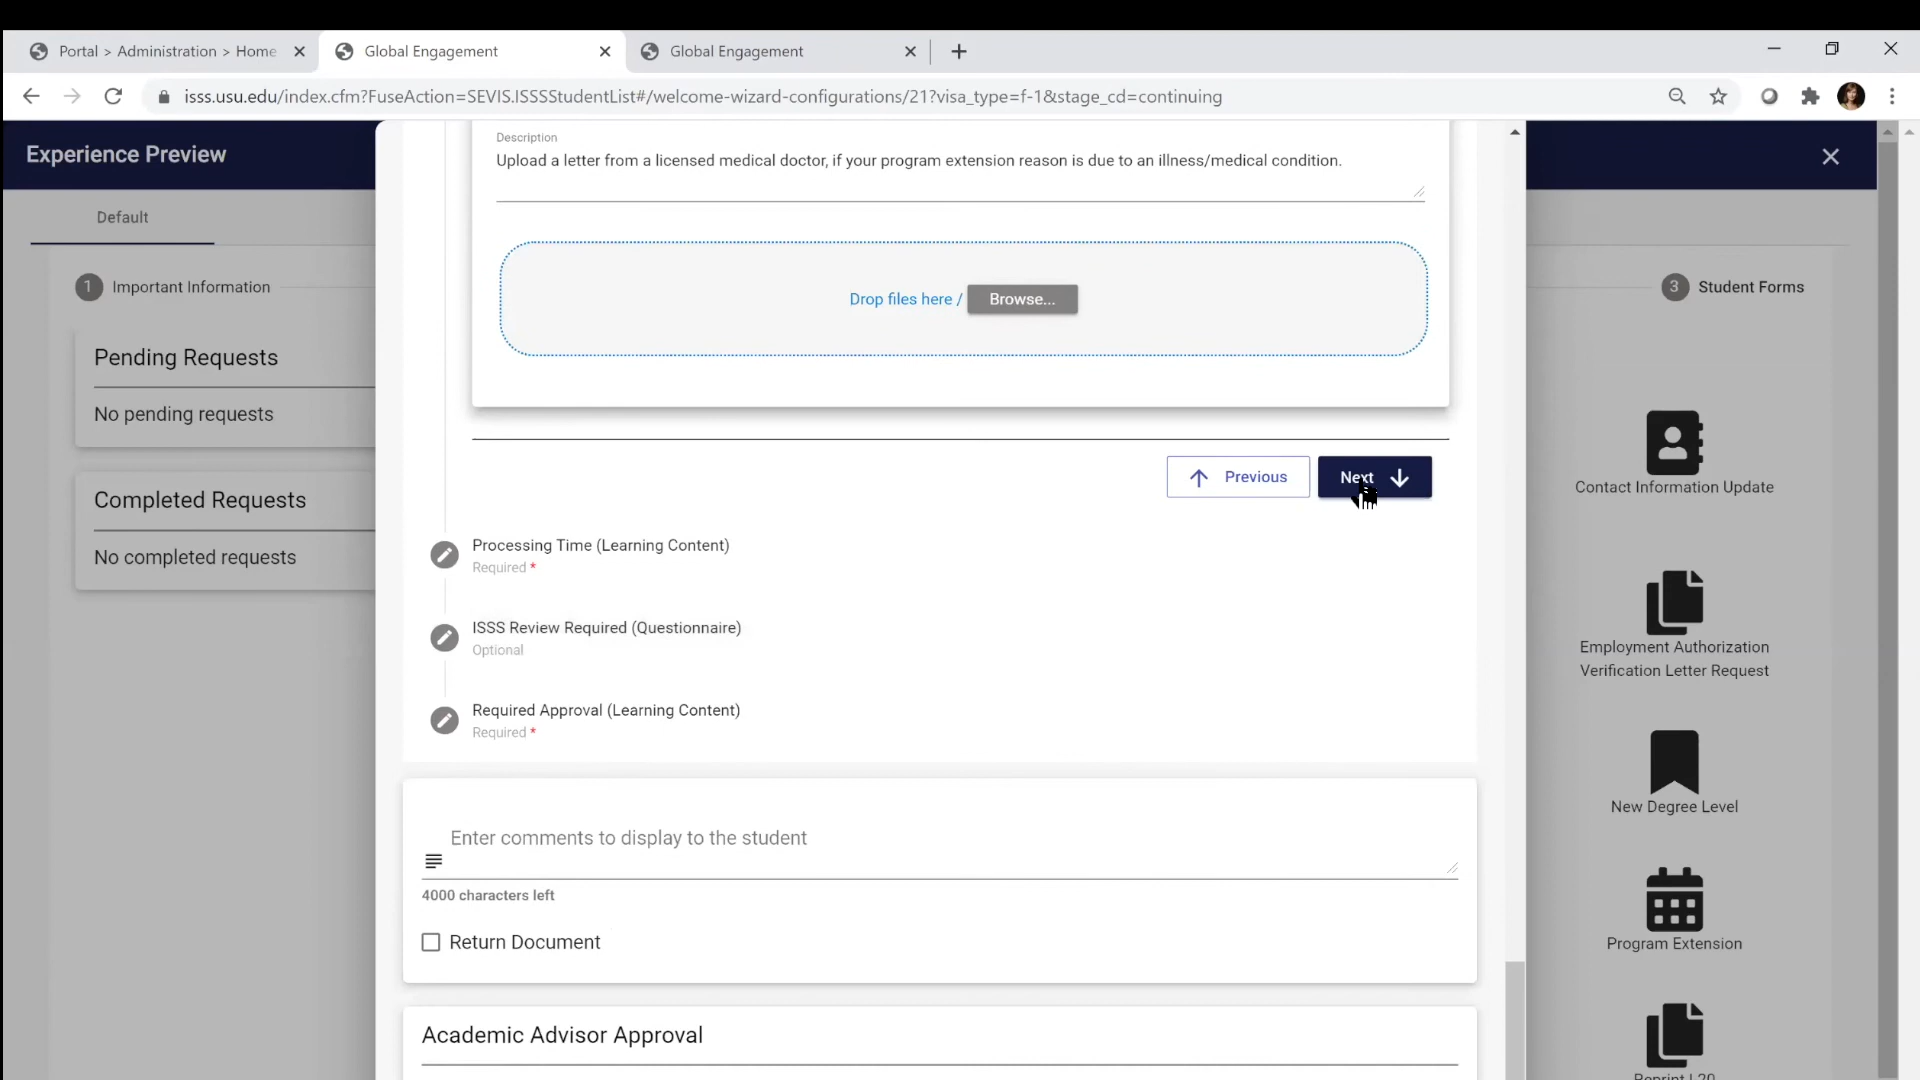 Portal > Administration > Home
Global Engagement
Global Engagement
isss.usu.edu/index.cfm?FuseAction=SEVIS.ISSSStudentList#/welcome-wizard-configurations/21?visa_type=f-1&stage_cd=continuing
Experience Preview
Default
1 Important Information
3 Student Forms
Pending Requests
No pending requests
Completed Requests
No completed requests
Description
Upload a letter from a licensed medical doctor, if your program extension reason is due to an illness/medical condition.
Drop files here / Browse...
Previous
Next
Processing Time (Learning Content)
Required *
ISSS Review Required (Questionnaire)
Optional
Required Approval (Learning Content)
Required *
Enter comments to display to the student
4000 characters left
Return Document
Academic Advisor Approval
Contact Information Update
Employment Authorization
Verification Letter Request
New Degree Level
Program Extension
Reprint I-20